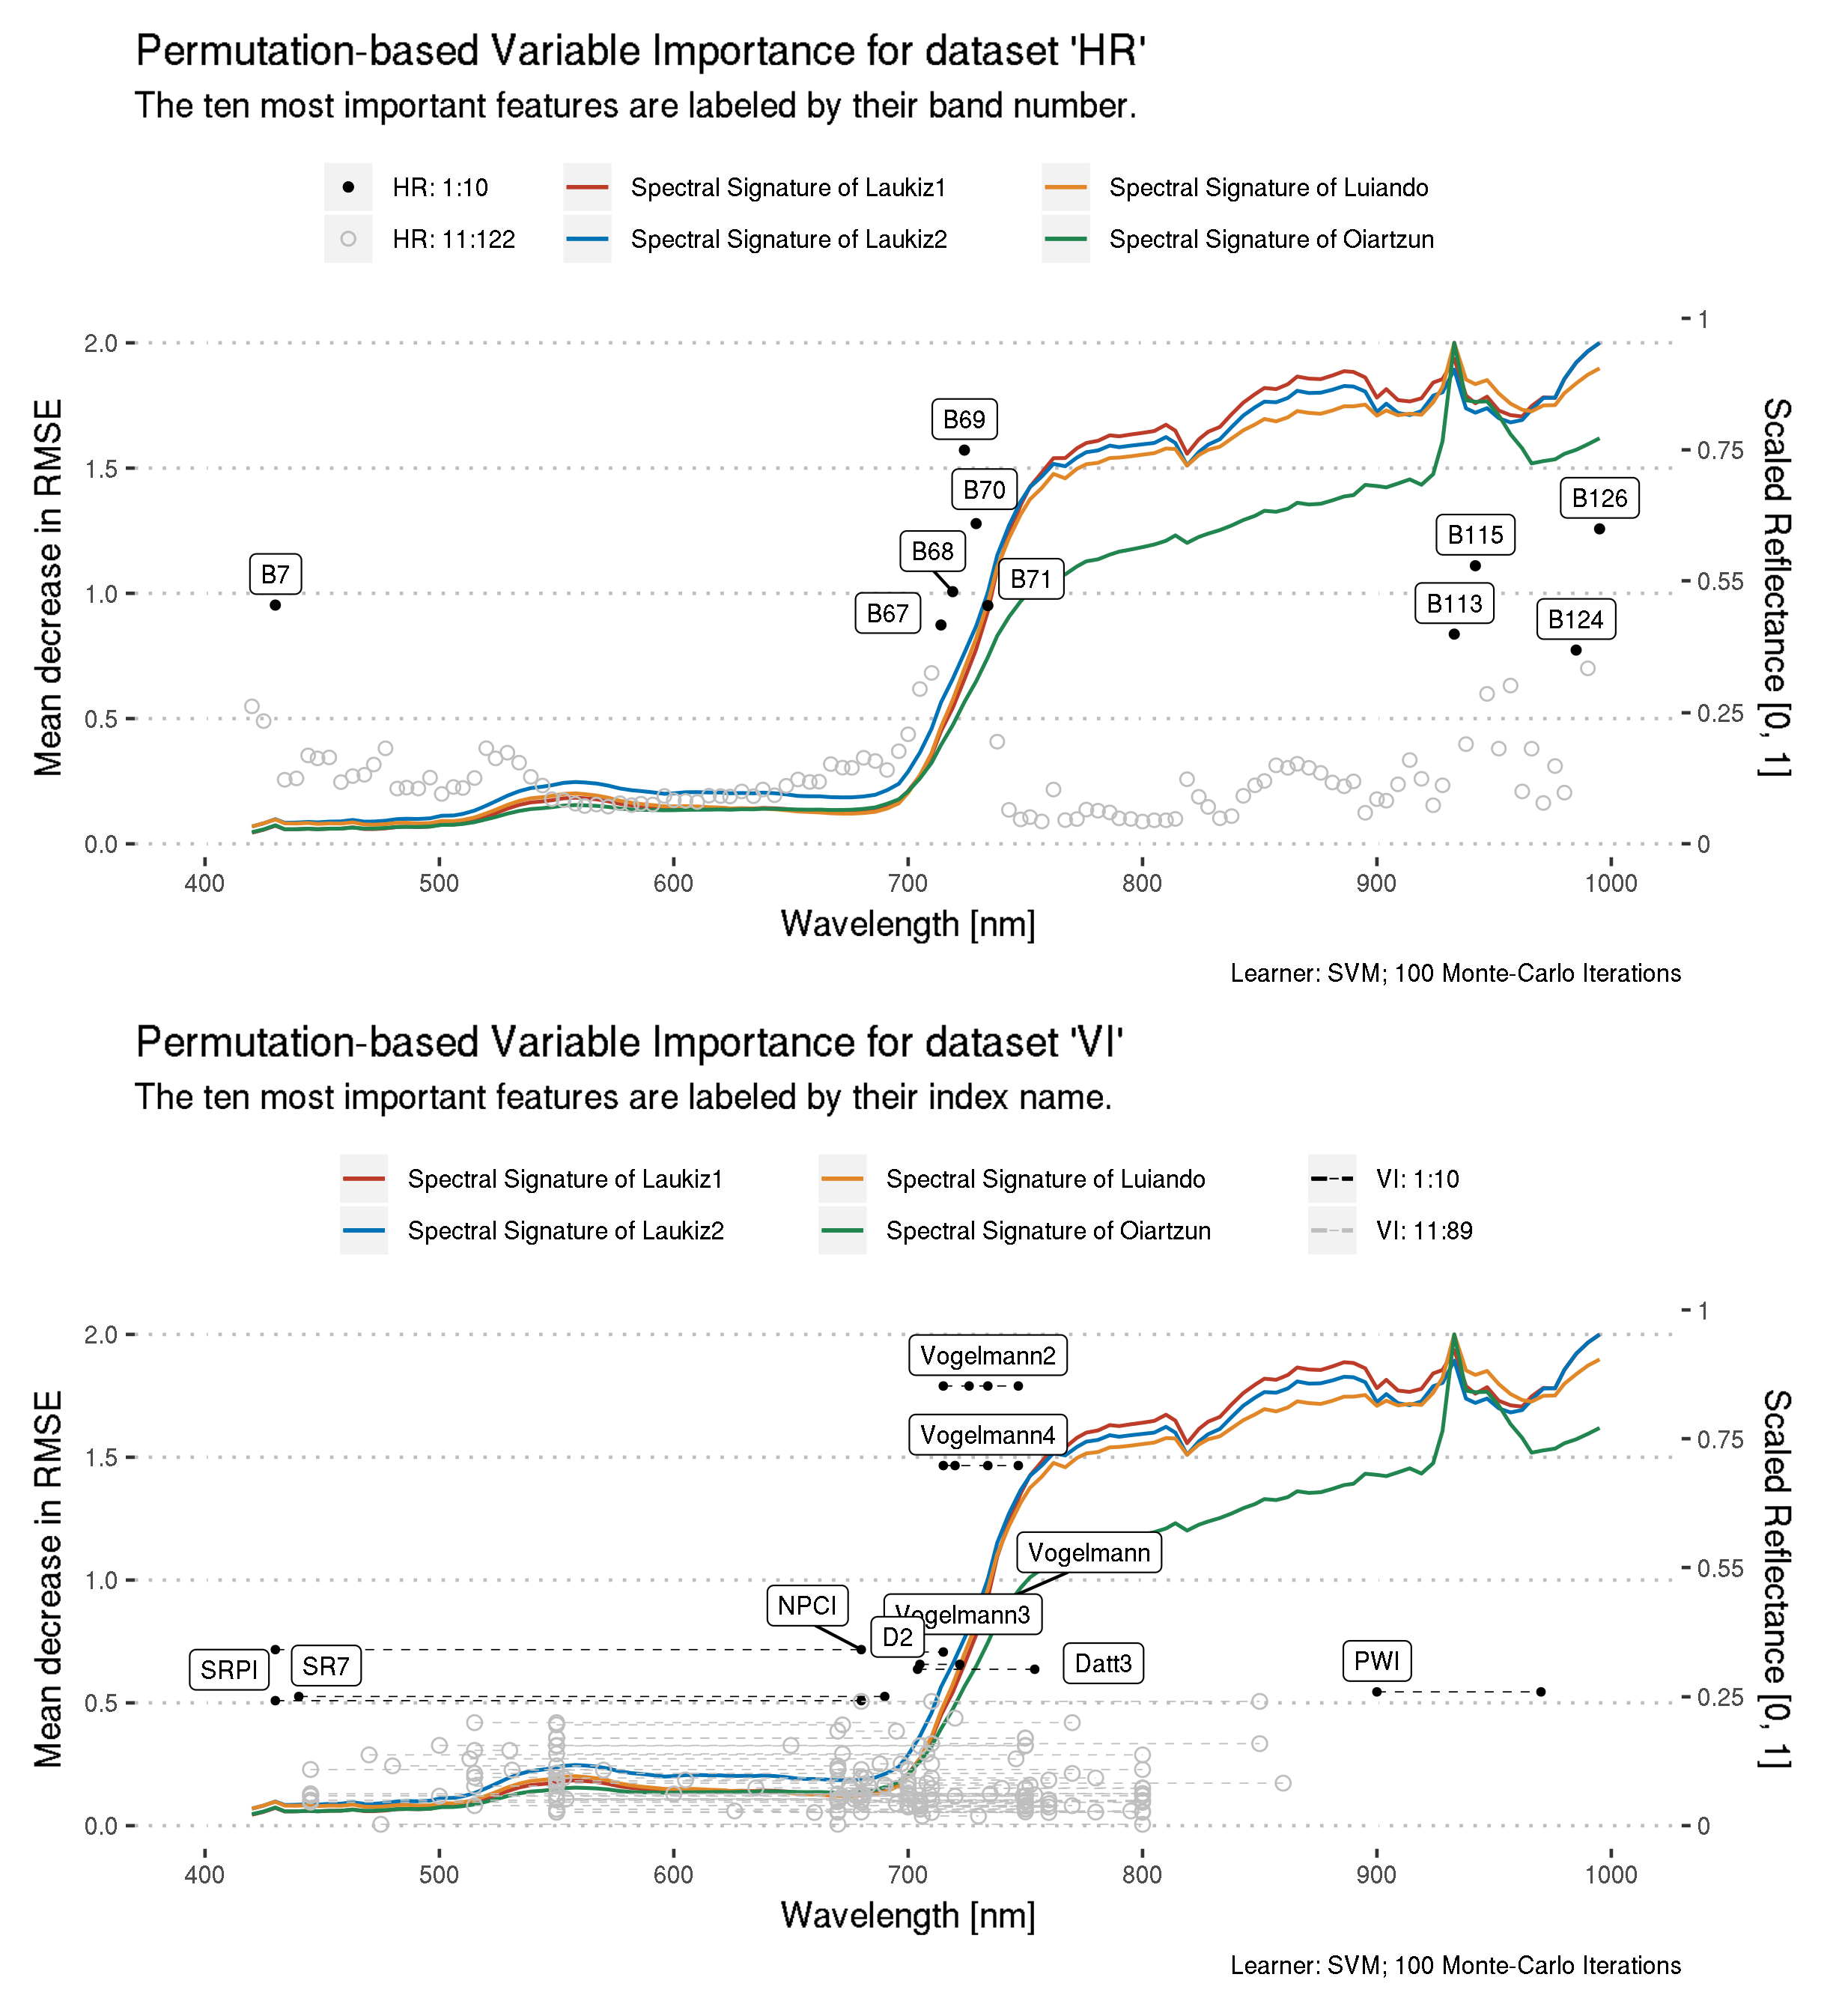 Permutation-based Variable Importance for dataset 'HR'
The ten most important features are labeled by their band number.
HR: 1:10
Spectral Signature of Laukiz1
Spectral Signature of Luiando
HR: 11:122
Spectral Signature of Laukiz2
Spectral Signature of Oiartzun
Mean decrease in RMSE
2.0
1.5
1.0
0.5
0.0
B7
B69
B70
B68
B71
B67
B126
B115
B113
B124
1
0.75
0.55
0.25
0
Scaled Reflectance [0, 1]
400 500 600 700 800 900 1000
Wavelength [nm]
Learner: SVM; 100 Monte-Carlo Iterations
Permutation-based Variable Importance for dataset 'VI'
The ten most important features are labeled by their index name.
Spectral Signature of Laukiz1
Spectral Signature of Luiando
VI: 1:10
Spectral Signature of Laukiz2
Spectral Signature of Oiartzun
VI: 11:89
Mean decrease in RMSE
2.0
1.5
1.0
0.5
0.0
Vogelmann2
Vogelmann4
Vogelmann
NPCI
Vogelmann3
D2
SRPI
SR7
Datt3
PWI
1
0.75
0.55
0.25
0
Scaled Reflectance [0, 1]
400 500 600 700 800 900 1000
Wavelength [nm]
Learner: SVM; 100 Monte-Carlo Iterations